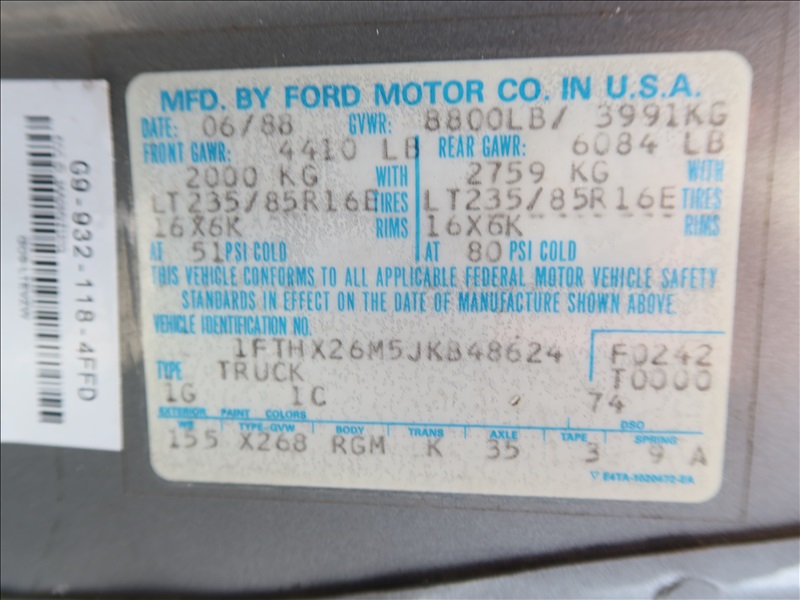 MFD. BY FORD MOTOR CO. IN U.S.A.
DATE: 06/88 GVWR: 8800LB/ 3991KG
FRONT GAWR: 4410 LB REAR GAWR: 6084 LB
2000 KG WITH 2759 KG WITH
LT235/85R16E TIRES LT235/85R16E TIRES
16X6K RIMS 16X6K RIMS
AT 51 PSI COLD AT 80 PSI COLD
THIS VEHICLE CONFORMS TO ALL APPLICABLE FEDERAL MOTOR VEHICLE SAFETY
STANDARDS IN EFFECT ON THE DATE OF MANUFACTURE SHOWN ABOVE.
VEHICLE IDENTIFICATION NO.
1FTHX26M5JKB48624 F0242
TYPE TRUCK T0000
1G 1C 74
EXTERIOR PAINT COLORS DSO
WB TYPE-GVW BODY TRANS AXLE TAPE SPRING
155 X268 RGM K 35 3 9 A
G9-932-118-4FFD